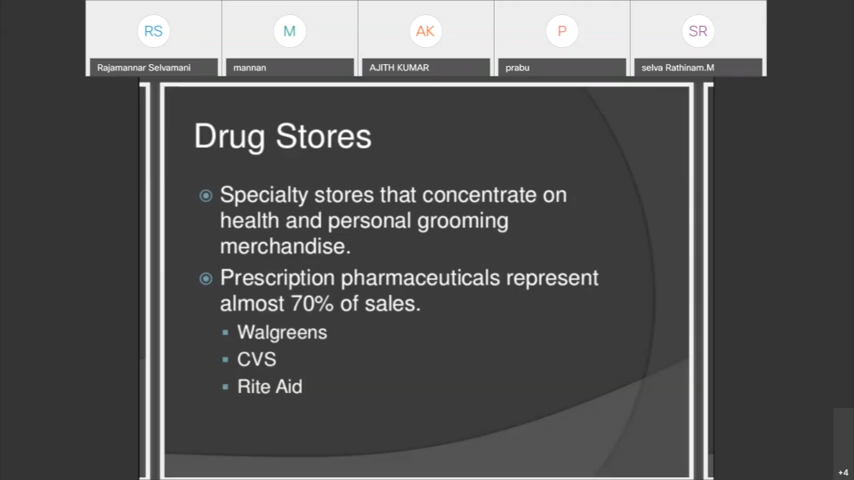 RS
M
AK
P
SR
Rajamannar Selvamani
mannan
AJITH KUMAR
prabu
selva Rathinam.M
Drug Stores
Specialty stores that concentrate on
health and personal grooming
merchandise.
Prescription pharmaceuticals represent
almost 70% of sales.
Walgreens
CVS
Rite Aid
+4